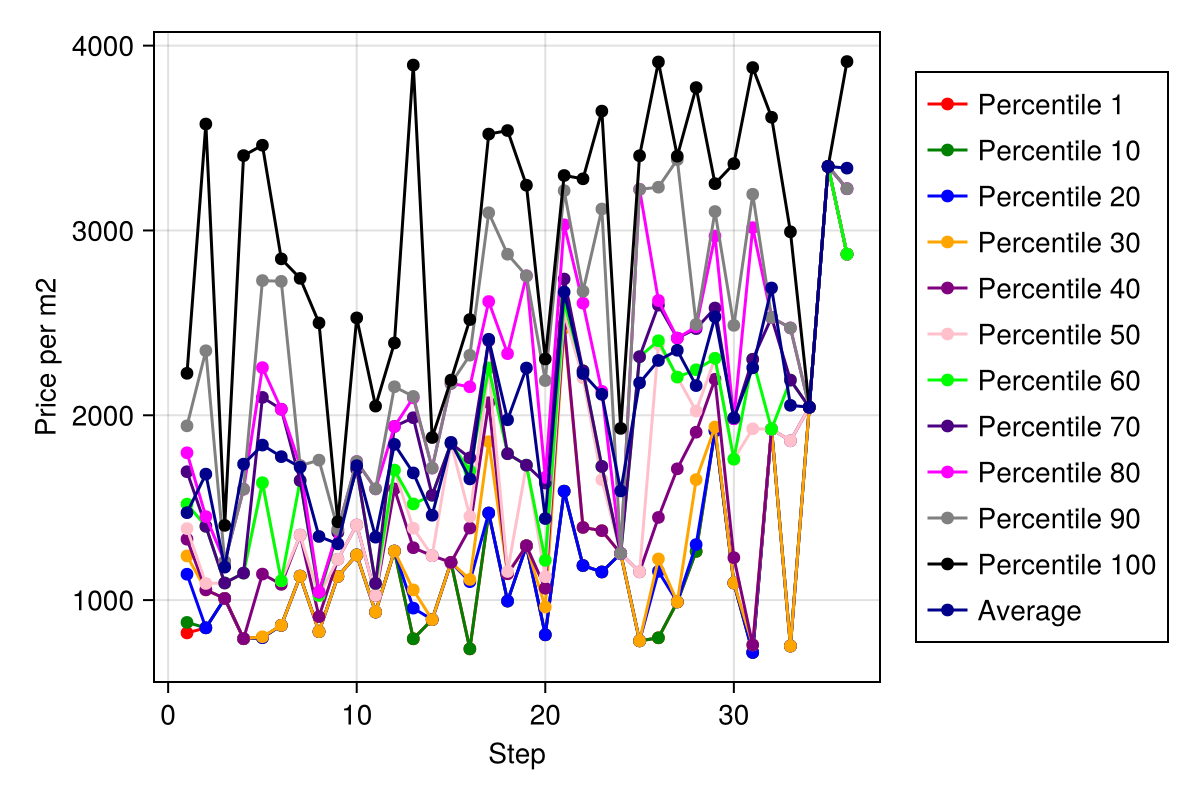 4000
3000
2000
1000
Price per m2
0
10
20
30
Step
Percentile 1
Percentile 10
Percentile 20
Percentile 30
Percentile 40
Percentile 50
Percentile 60
Percentile 70
Percentile 80
Percentile 90
Percentile 100
Average